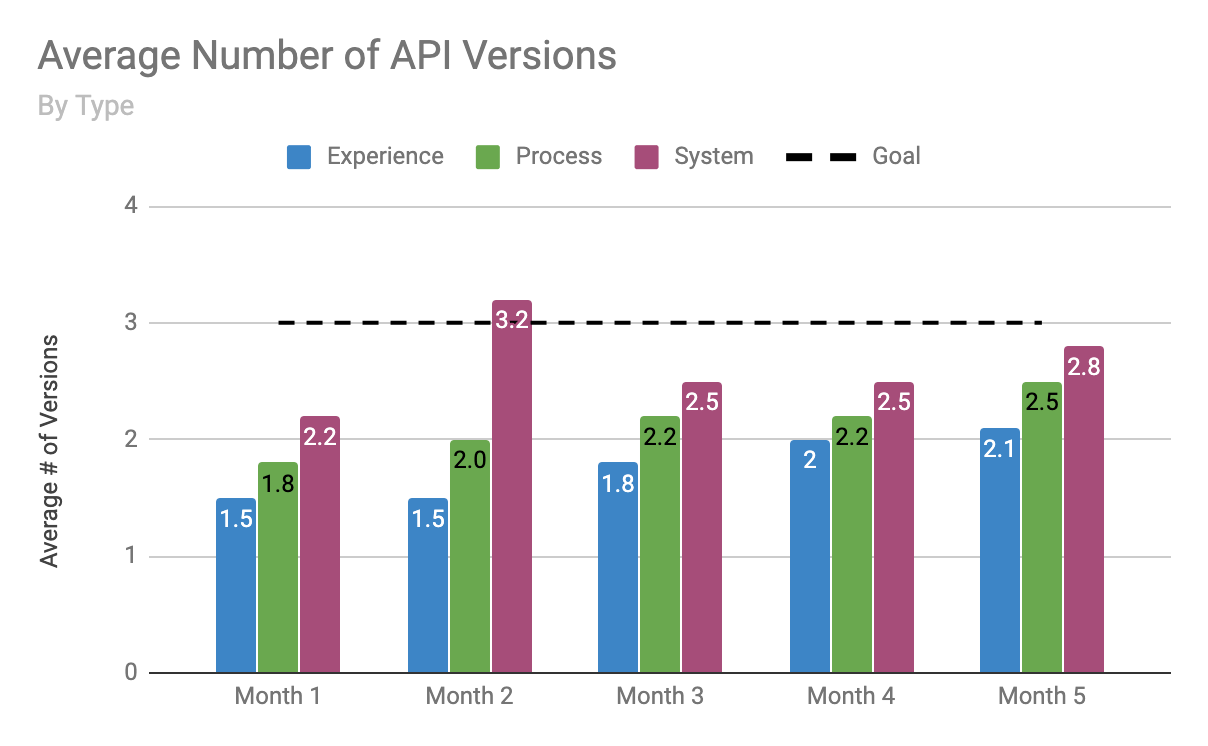 Average Number of API Versions
By Type
Experience Process System Goal
4
3
2
1
0
Average # of Versions
1.5 1.8 2.2
1.5 2.0 3.2
1.8 2.2 2.5
2 2.2 2.5
2.1 2.5 2.8
Month 1 Month 2 Month 3 Month 4 Month 5